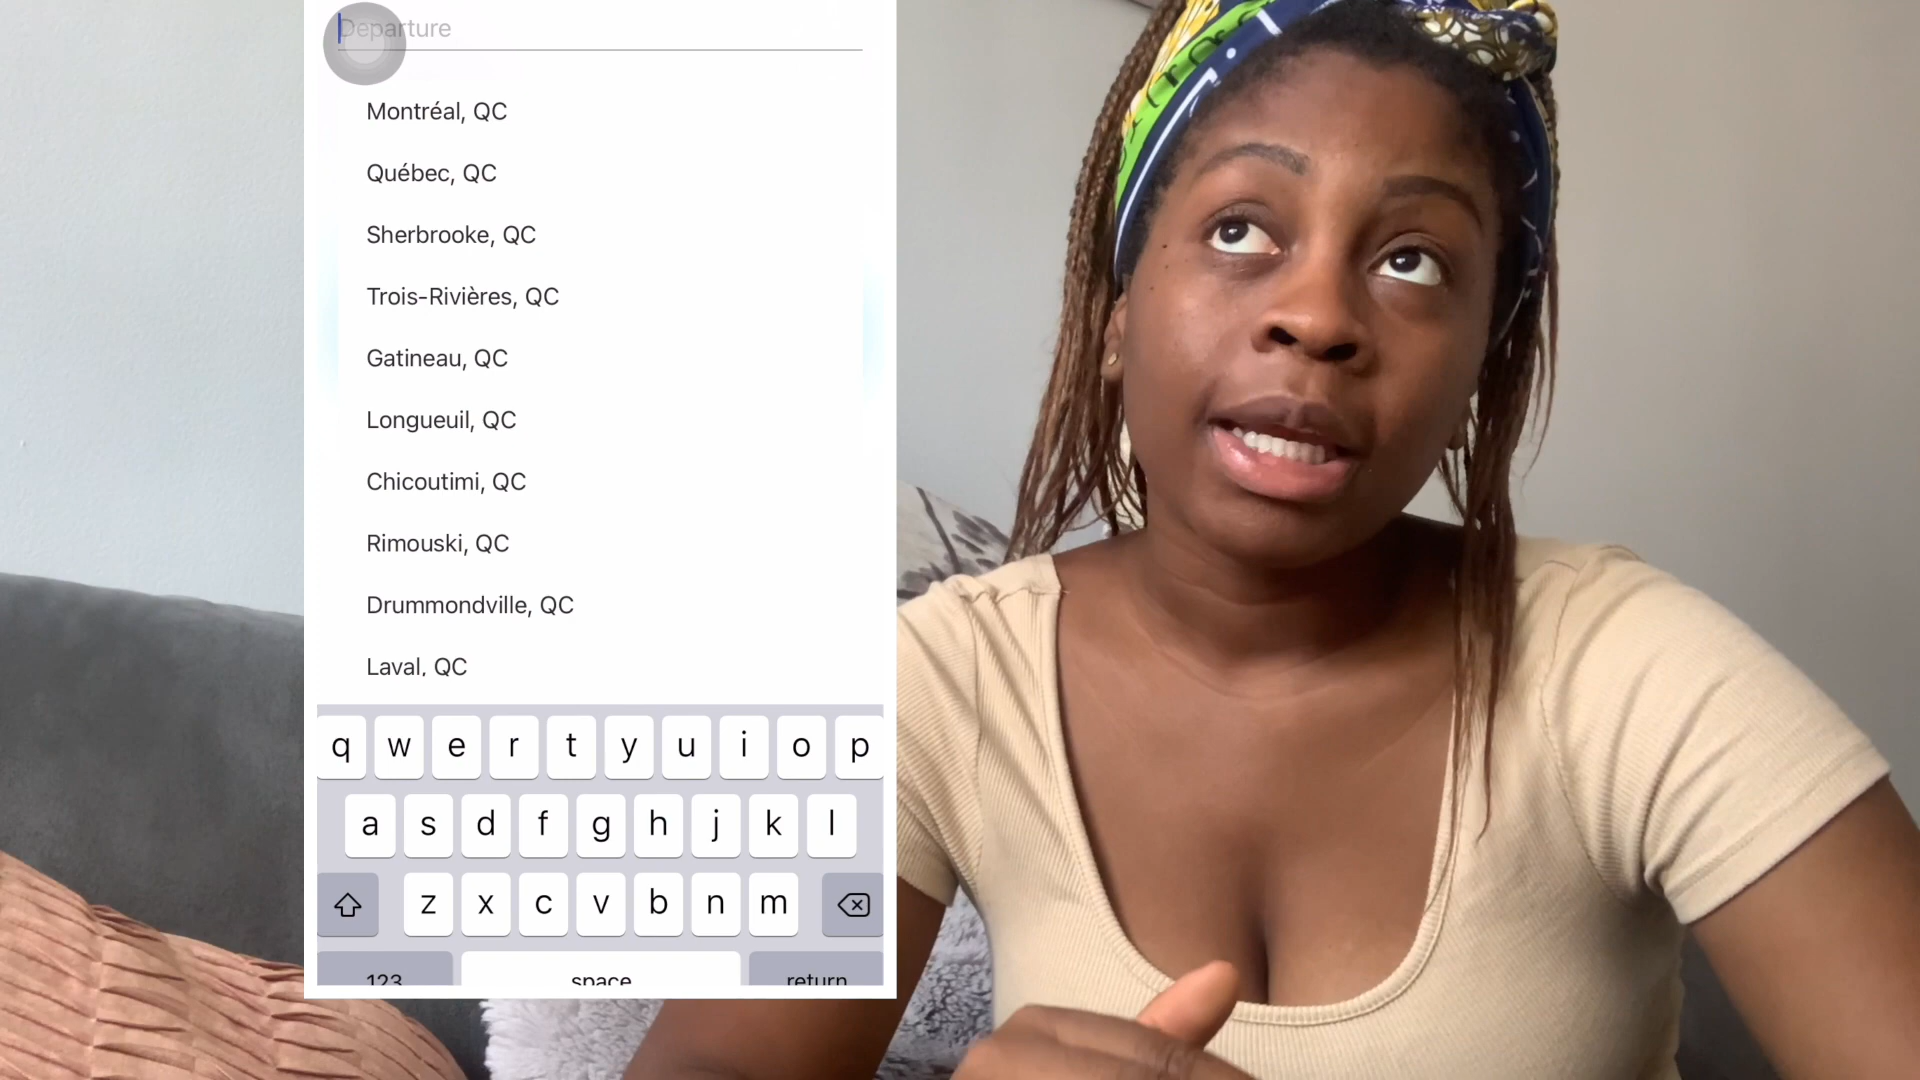 Departure
Montréal, QC
Québec, QC
Sherbrooke, QC
Trois-Rivières, QC
Gatineau, QC
Longueuil, QC
Chicoutimi, QC
Rimouski, QC
Drummondville, QC
Laval, QC
q w e r t y u i o p
a s d f g h j k l
z x c v b n m
123 space return